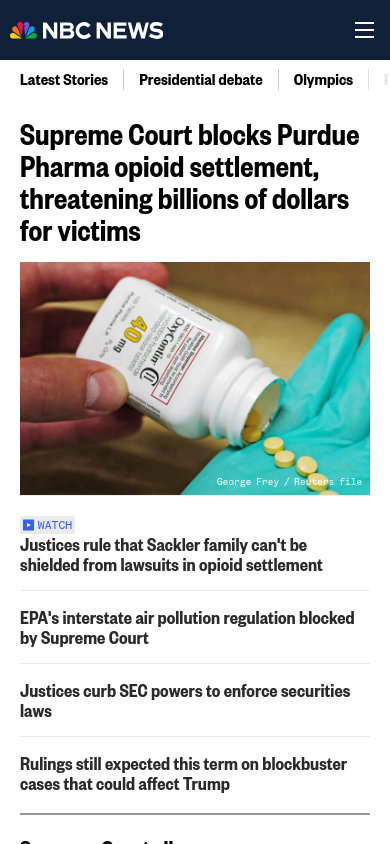 NBC NEWS
Latest Stories
Presidential debate
Olympics
Supreme Court blocks Purdue
Pharma opioid settlement,
threatening billions of dollars
for victims
OxyContin
40 mg
George Frey / Reuters file
WATCH
Justices rule that Sackler family can't be
shielded from lawsuits in opioid settlement
EPA's interstate air pollution regulation blocked
by Supreme Court
Justices curb SEC powers to enforce securities
laws
Rulings still expected this term on blockbuster
cases that could affect Trump